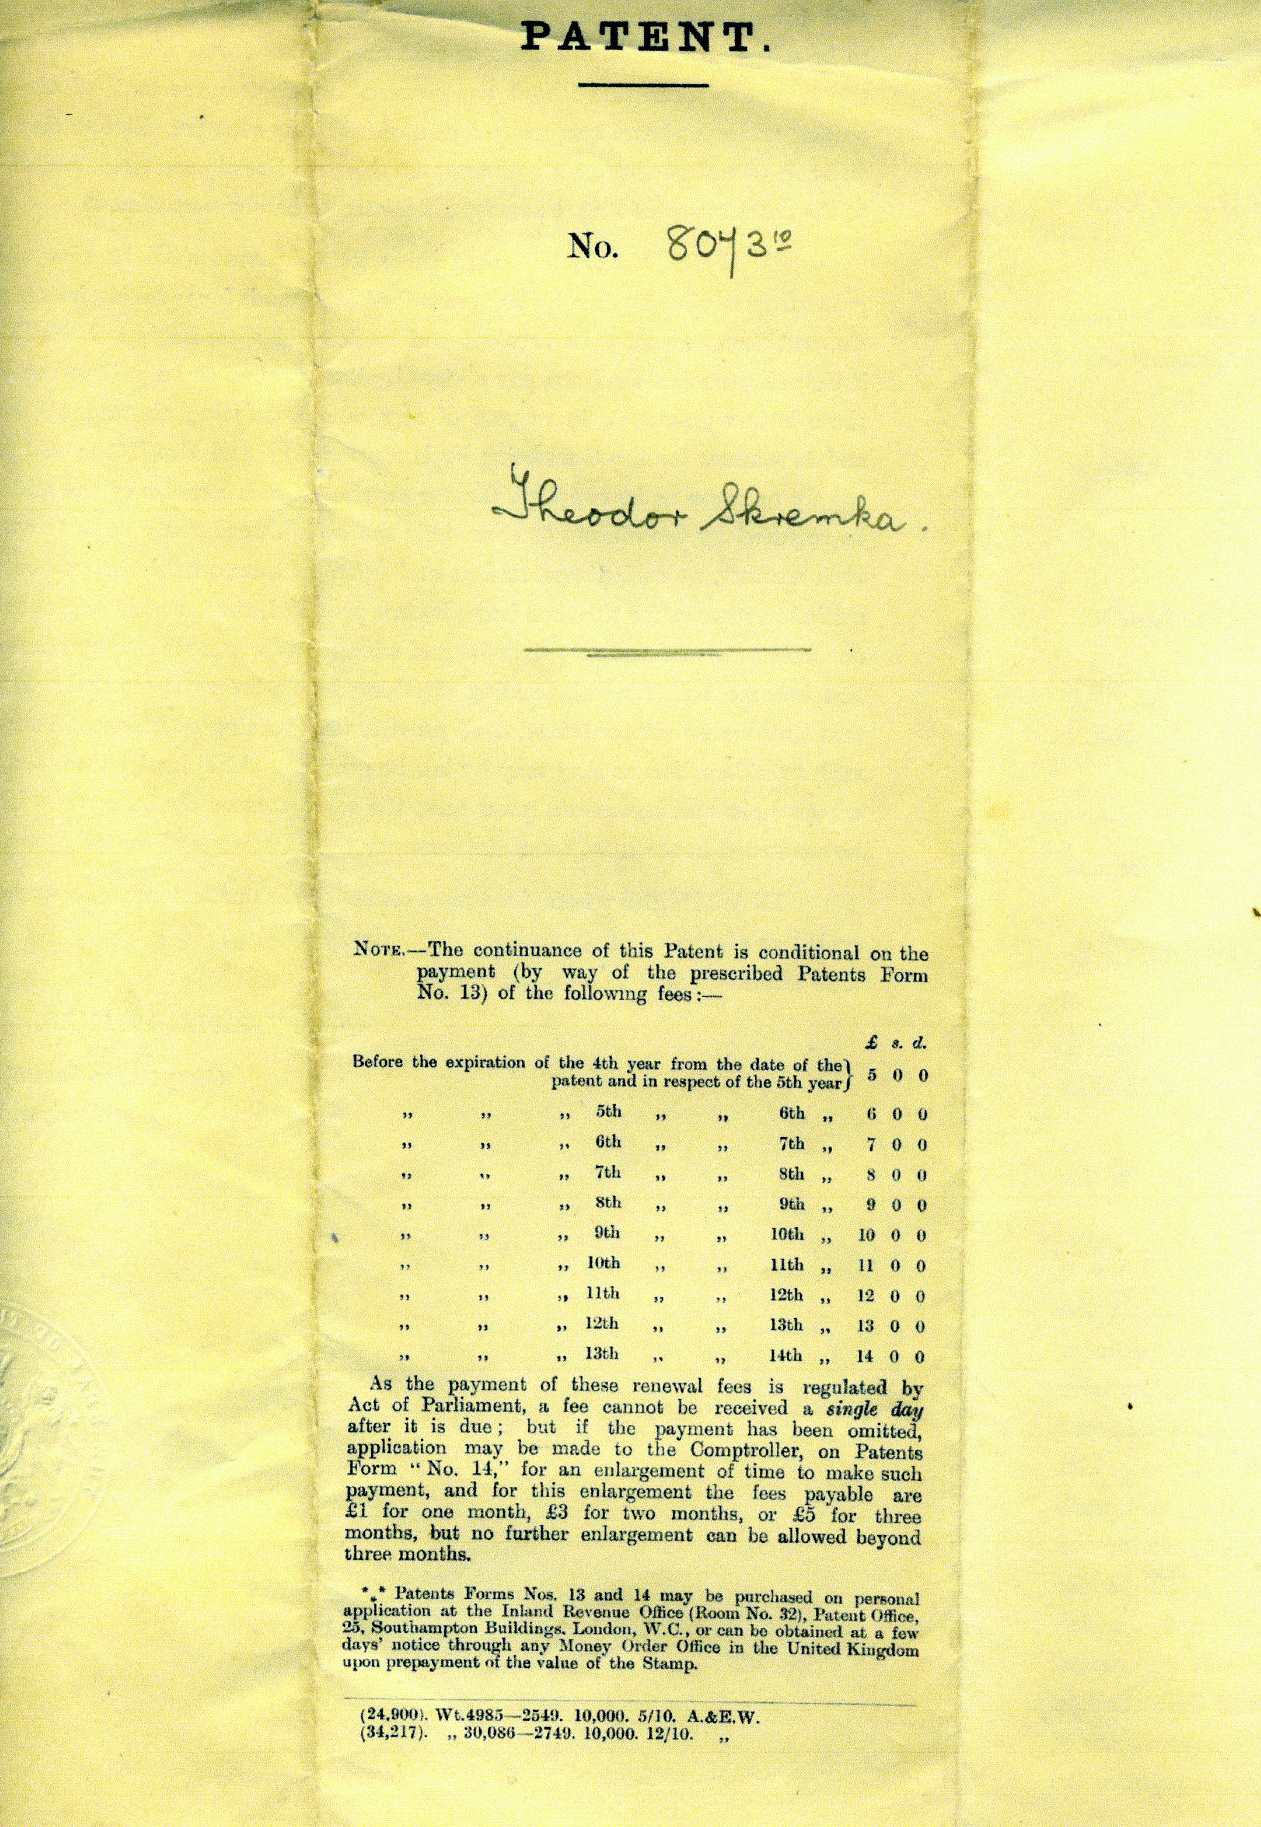 PATENT.
No. 8073¹⁰
Theodor Skremka.
NOTE.—The continuance of this Patent is conditional on the
payment (by way of the prescribed Patents Form
No. 13) of the following fees:—
£ s. d.
Before the expiration of the 4th year from the date of the
patent and in respect of the 5th year } 5 0 0
„ „ „ 5th „ „ 6th „ 6 0 0
„ „ „ 6th „ „ 7th „ 7 0 0
„ „ „ 7th „ „ 8th „ 8 0 0
„ „ „ 8th „ „ 9th „ 9 0 0
„ „ „ 9th „ „ 10th „ 10 0 0
„ „ „ 10th „ „ 11th „ 11 0 0
„ „ „ 11th „ „ 12th „ 12 0 0
„ „ „ 12th „ „ 13th „ 13 0 0
„ „ „ 13th „ „ 14th „ 14 0 0
As the payment of these renewal fees is regulated by
Act of Parliament, a fee cannot be received a single day
after it is due; but if the payment has been omitted,
application may be made to the Comptroller, on Patents
Form "No. 14," for an enlargement of time to make such
payment, and for this enlargement the fees payable are
£1 for one month, £3 for two months, or £5 for three
months, but no further enlargement can be allowed beyond
three months.
*⁎* Patents Forms Nos. 13 and 14 may be purchased on personal
application at the Inland Revenue Office (Room No. 32), Patent Office,
25, Southampton Buildings. London, W.C., or can be obtained at a few
days' notice through any Money Order Office in the United Kingdom
upon prepayment of the value of the Stamp.
(24,900). Wt.4985—2549. 10,000. 5/10. A.&E.W.
(34,217). „ 30,086—2749. 10,000. 12/10. „